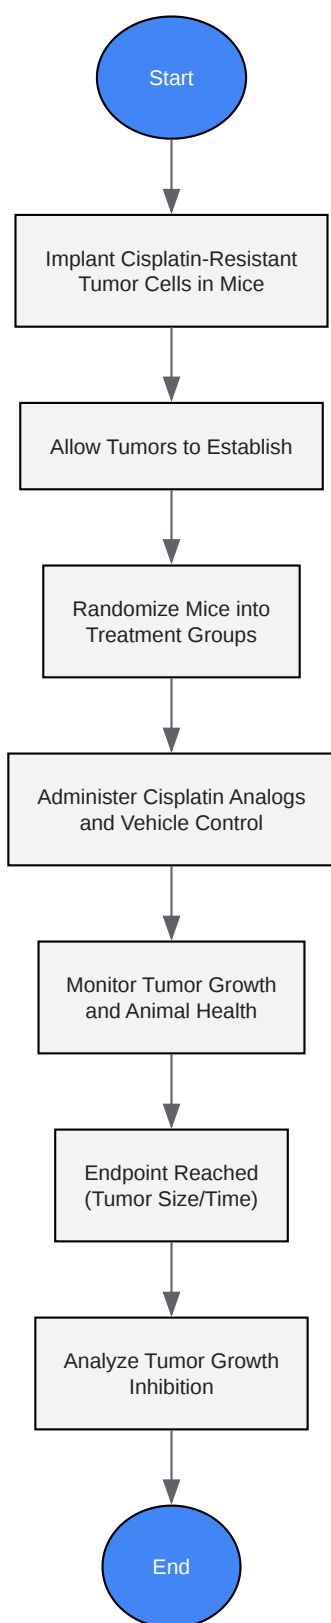 Start
Implant Cisplatin-Resistant
Tumor Cells in Mice
Allow Tumors to Establish
Randomize Mice into
Treatment Groups
Administer Cisplatin Analogs
and Vehicle Control
Monitor Tumor Growth
and Animal Health
Endpoint Reached
(Tumor Size/Time)
Analyze Tumor Growth
Inhibition
End